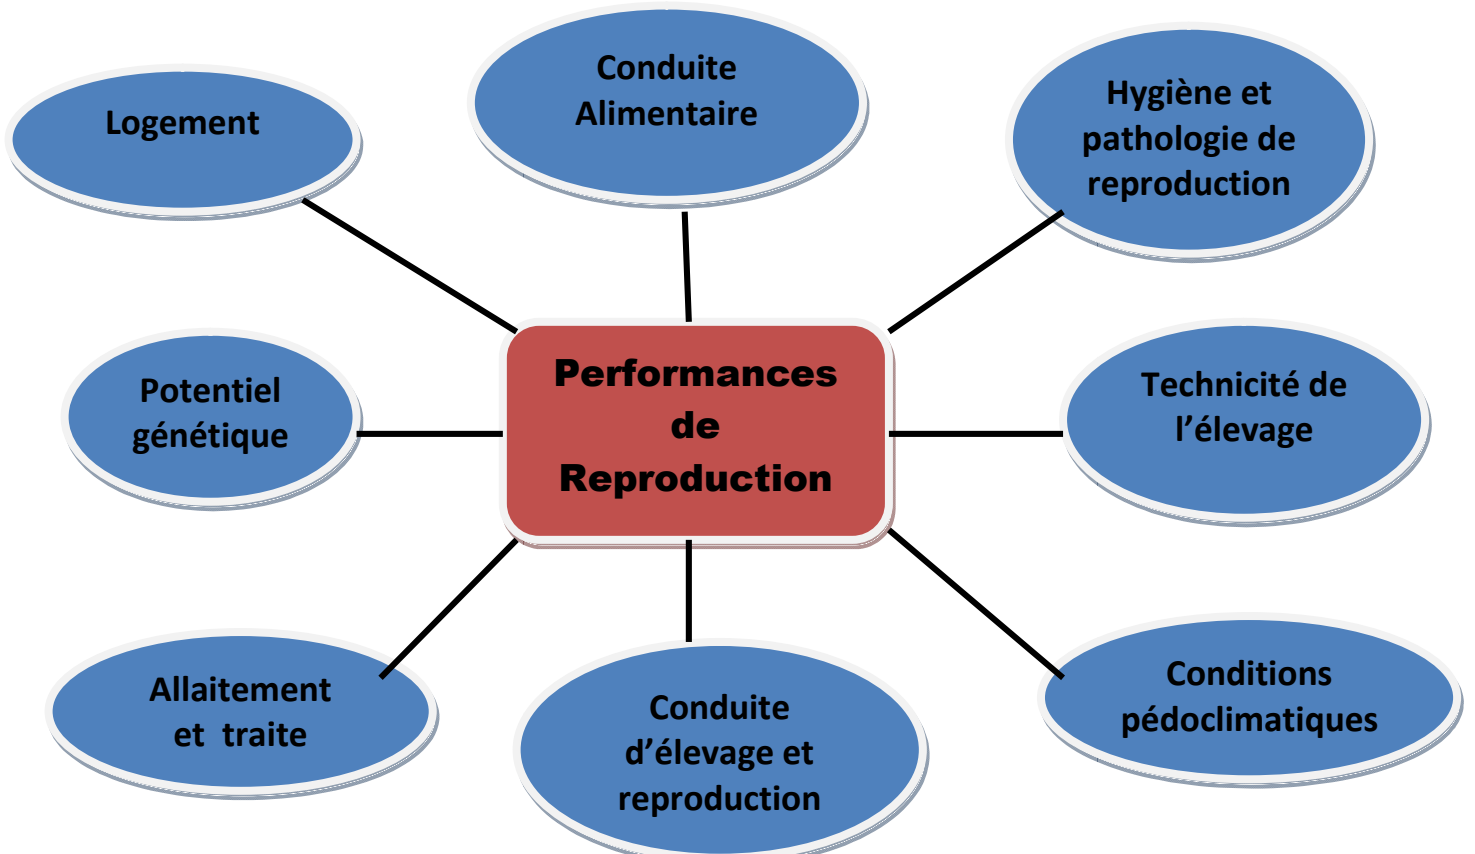 Logement
Conduite
Alimentaire
Hygiène et
pathologie de
reproduction
Potentiel
génétique
Performances
de
Reproduction
Technicité de
l’élevage
Allaitement
et  traite
Conduite
d’élevage et
reproduction
Conditions
pédoclimatiques